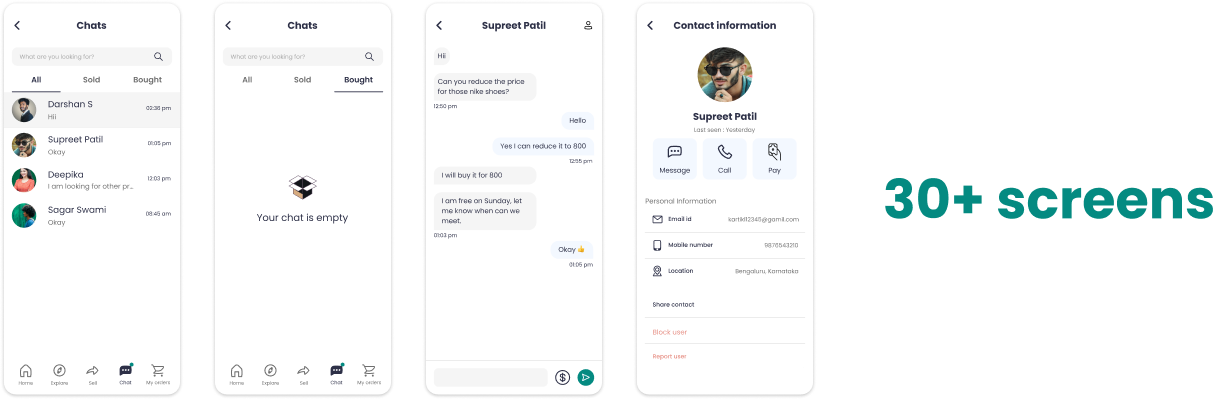 Chats
What are you looking for?
All Sold Bought
Darshan S
02:36 pm
Hii
Supreet Patil
01:05 pm
Okay
Deepika
12:03 pm
I am looking for other pr...
Sagar Swami
08:45 am
Okay
Home Explore Sell Chat My orders
Chats
What are you looking for?
All Sold Bought
Your chat is empty
Home Explore Sell Chat My orders
Supreet Patil
Hii
Can you reduce the price
for those nike shoes?
12:50 pm
Hello
Yes I can reduce it to 800
12:55 pm
I will buy it for 800
I am free on Sunday, let
me know when can we
meet.
01:03 pm
Okay 👍
01:05 pm
$
Contact information
Supreet Patil
Last seen : Yesterday
Message Call Pay
Personal Information
Email id kartik12345@gamil.com
Mobile number 9876543210
Location Bengaluru, Karnataka
Share contact
Block user
Report user
30+ screens